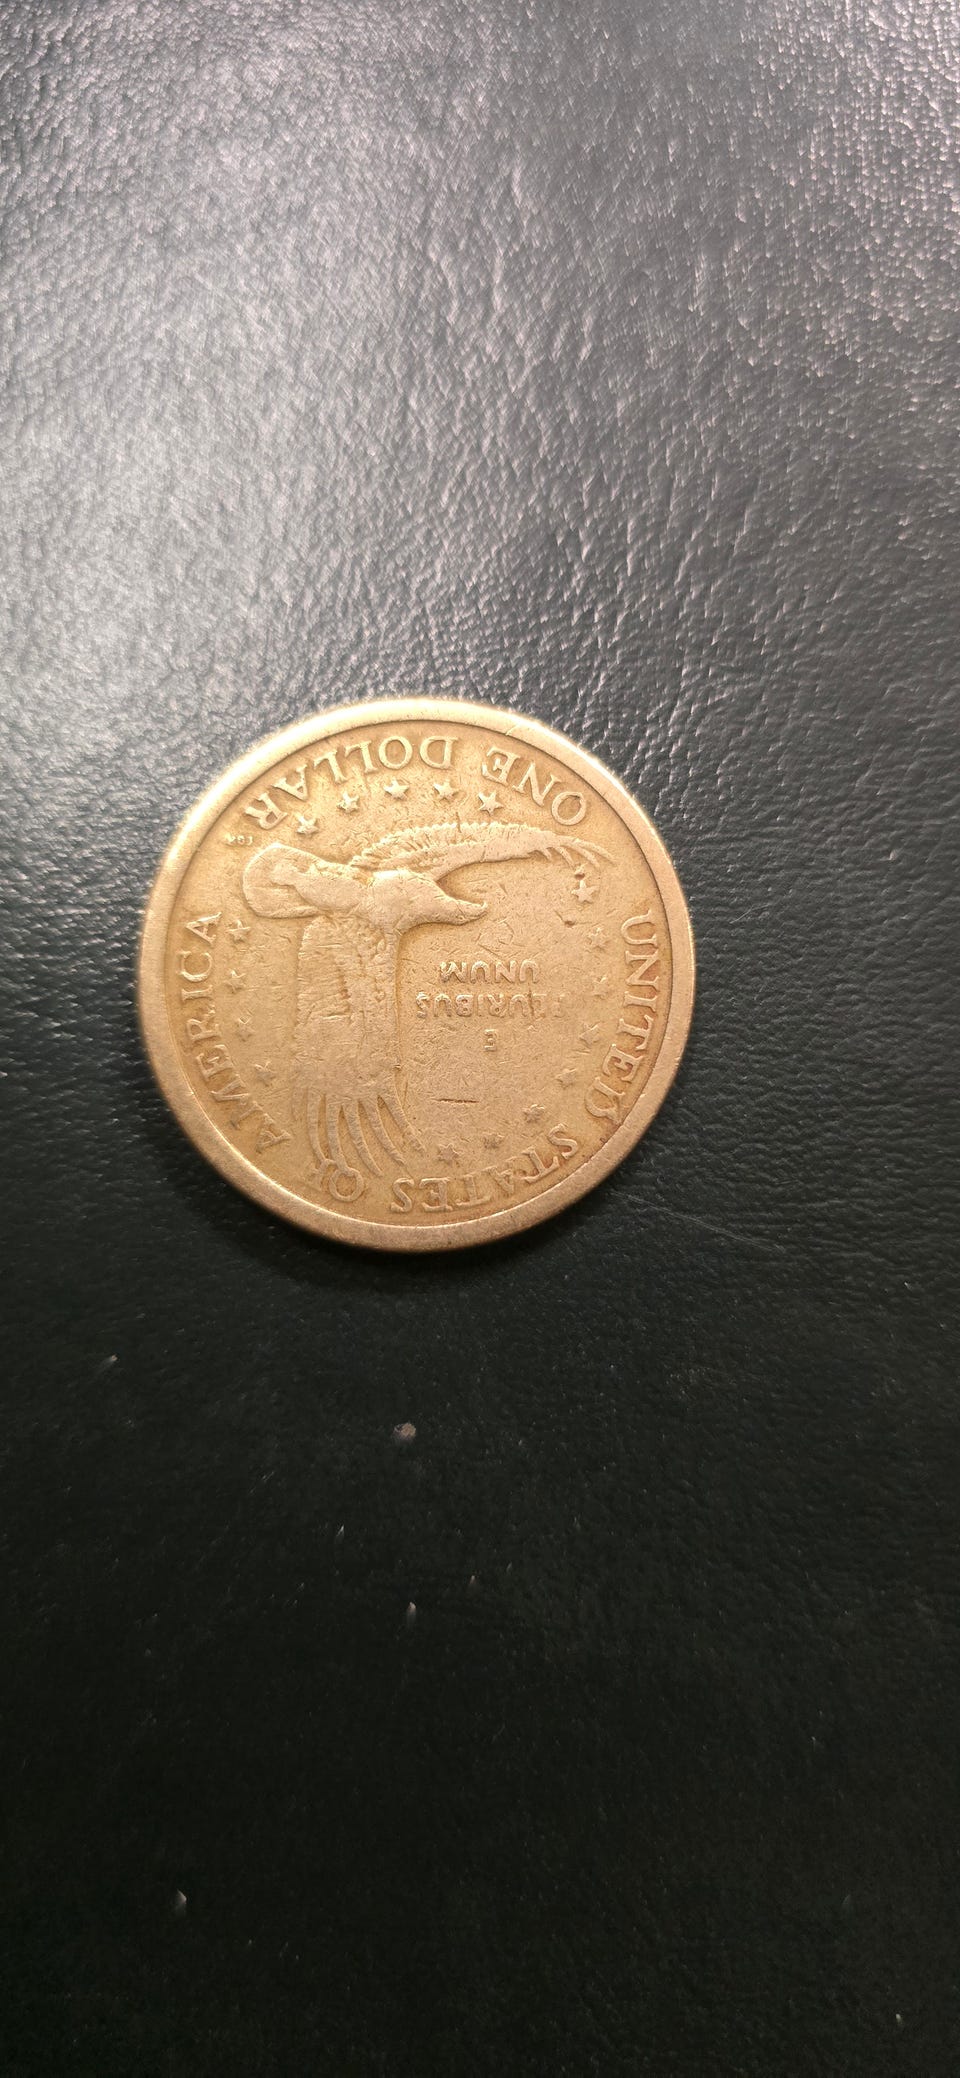 UNITED STATES OF AMERICA
E
PLURIBUS
UNUM
ONE DOLLAR